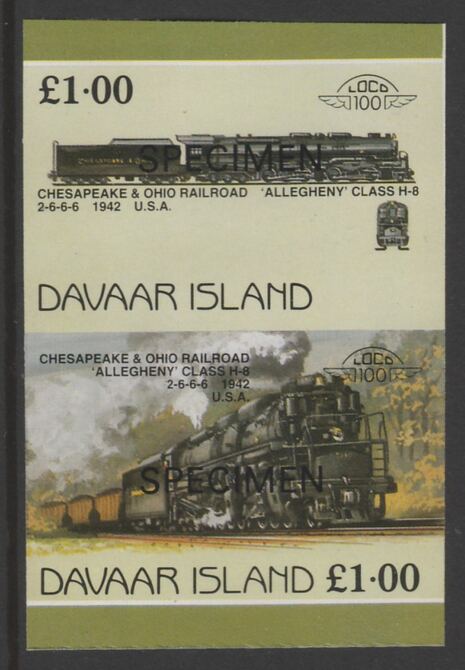 £1·00
LOCO
100
CHESAPEAKE & OHIO
SPECIMEN
CHESAPEAKE & OHIO RAILROAD 'ALLEGHENY' CLASS H-8
2-6-6-6 1942 U.S.A.
DAVAAR ISLAND
CHESAPEAKE & OHIO RAILROAD
'ALLEGHENY' CLASS H-8
2-6-6-6 1942
U.S.A.
LOCO
100
SPECIMEN
DAVAAR ISLAND £1·00